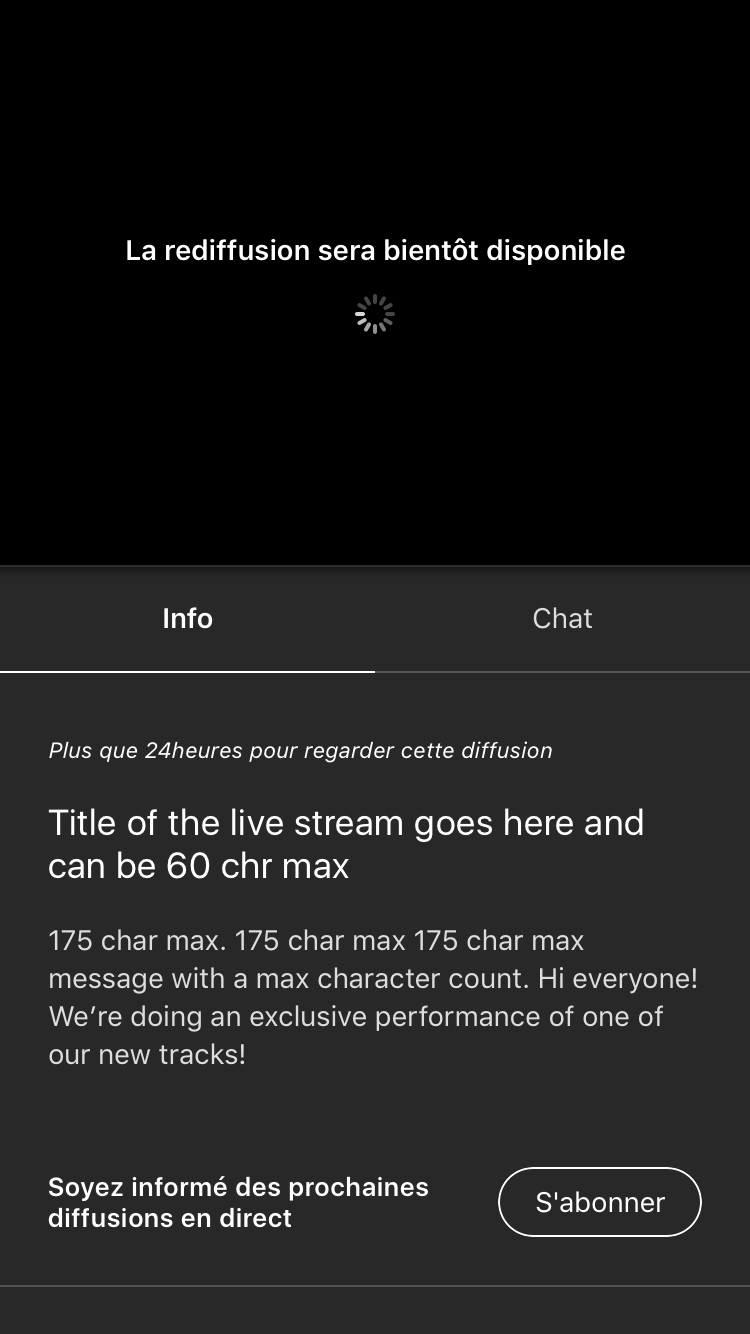 La rediffusion sera bientôt disponible
Info
Chat
Plus que 24heures pour regarder cette diffusion
Title of the live stream goes here and
can be 60 chr max
175 char max. 175 char max 175 char max
message with a max character count. Hi everyone!
We’re doing an exclusive performance of one of
our new tracks!
Soyez informé des prochaines
diffusions en direct
S'abonner